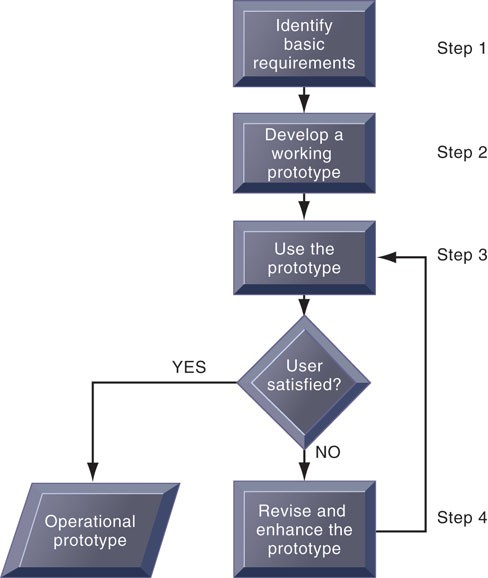 Identify
basic
requirements
Step 1
Develop a
working
prototype
Step 2
Use the
prototype
Step 3
User
satisfied?
YES
NO
Operational
prototype
Revise and
enhance the
prototype
Step 4